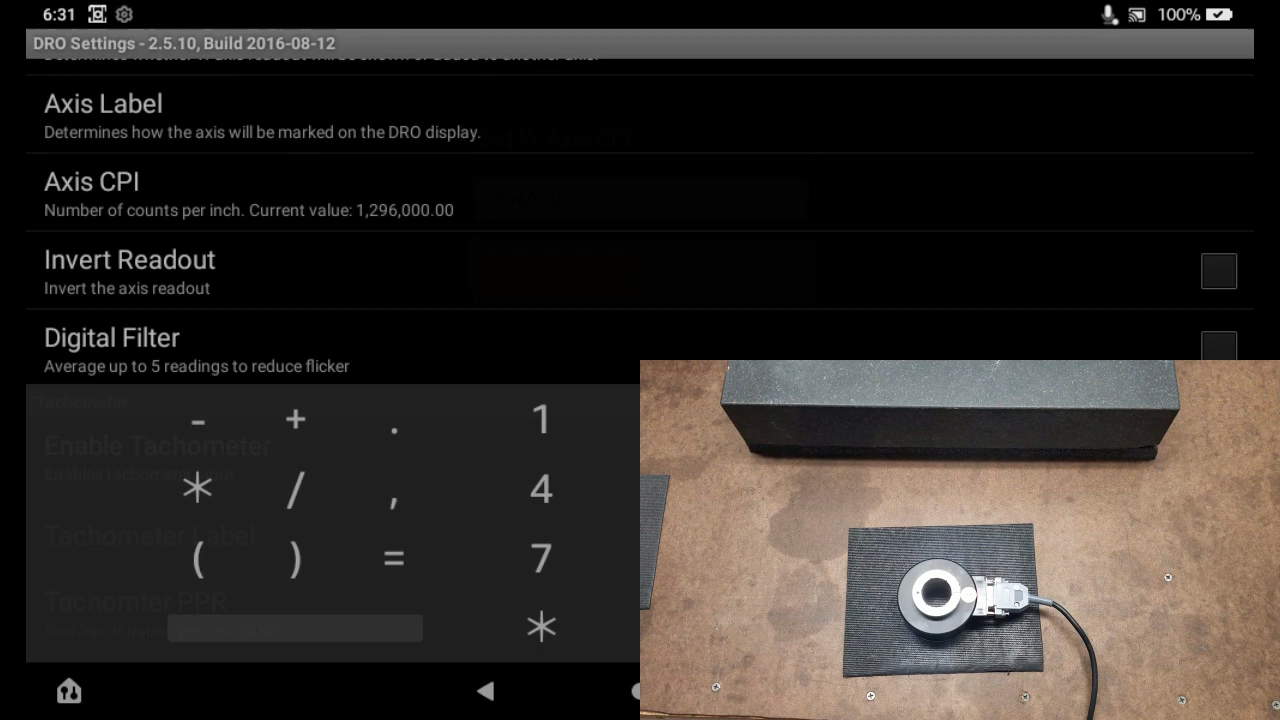 6:31
100%
DRO Settings - 2.5.10, Build 2016-08-12
Axis Label
Determines how the axis will be marked on the DRO display.
Axis CPI
Number of counts per inch. Current value: 1,296,000.00
Invert Readout
Invert the axis readout
Digital Filter
Average up to 5 readings to reduce flicker
Tachometer
Enable Tachometer
Enables tachometer input
Tachometer Label
- + . 1
* / , 4
( ) = 7
*